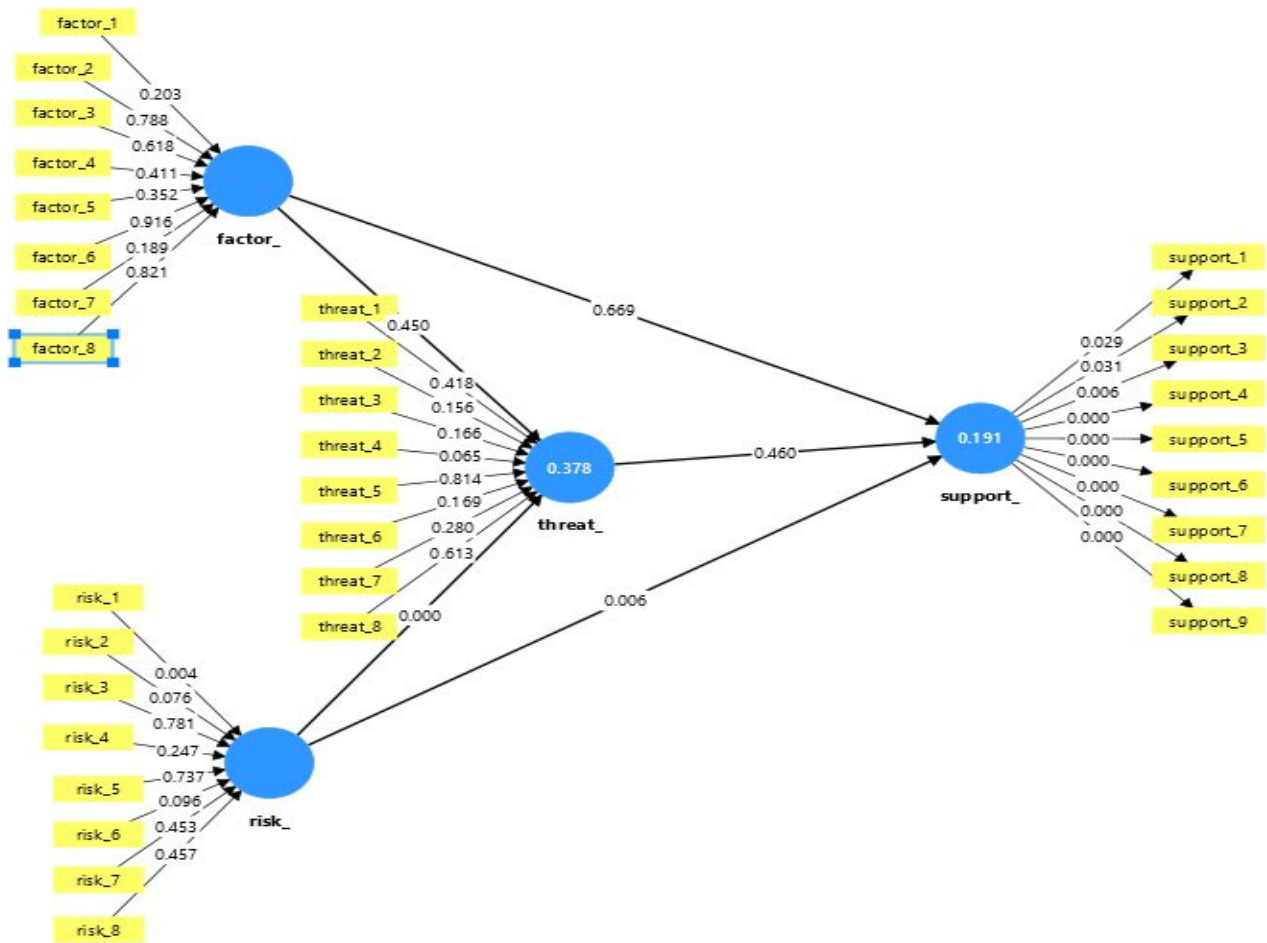 factor_1
factor_2
factor_3
factor_4
factor_5
factor_6
factor_7
factor_8
0.203
0.788
0.618
0.411
0.352
0.916
0.189
0.821
factor_
0.669
0.450
threat_1
threat_2
threat_3
threat_4
threat_5
threat_6
threat_7
threat_8
0.418
0.156
0.166
0.065
0.814
0.169
0.280
0.613
0.378
threat_
0.460
0.191
support_
0.029
0.031
0.006
0.000
0.000
0.000
0.000
0.000
0.000
support_1
support_2
support_3
support_4
support_5
support_6
support_7
support_8
support_9
0.000
0.006
risk_1
risk_2
risk_3
risk_4
risk_5
risk_6
risk_7
risk_8
0.004
0.076
0.781
0.247
0.737
0.096
0.453
0.457
risk_